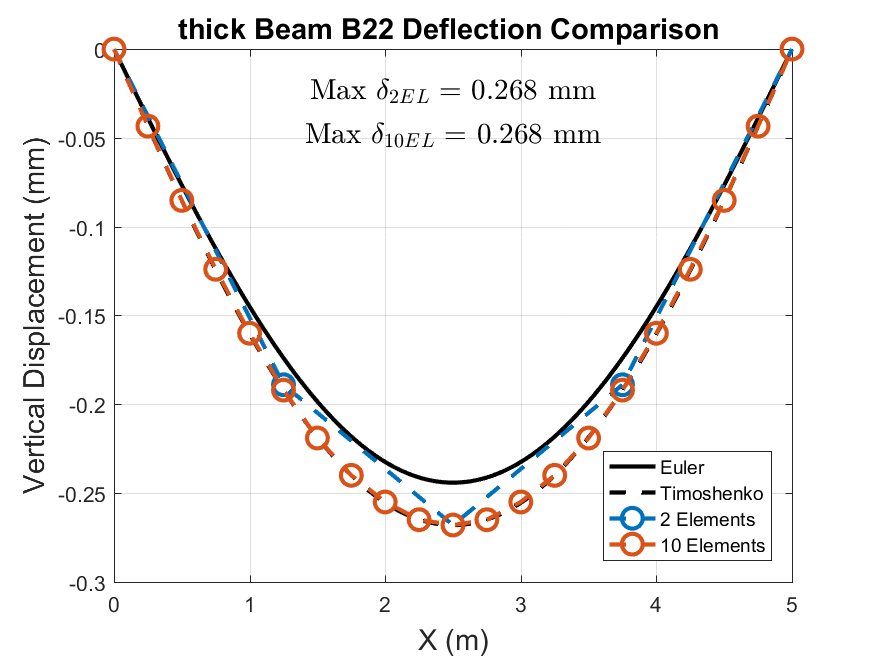 thick Beam B22 Deflection Comparison
Max δ2EL = 0.268 mm
Max δ10EL = 0.268 mm
Vertical Displacement (mm)
0
-0.05
-0.1
-0.15
-0.2
-0.25
-0.3
Euler
Timoshenko
2 Elements
10 Elements
0 1 2 3 4 5
X (m)